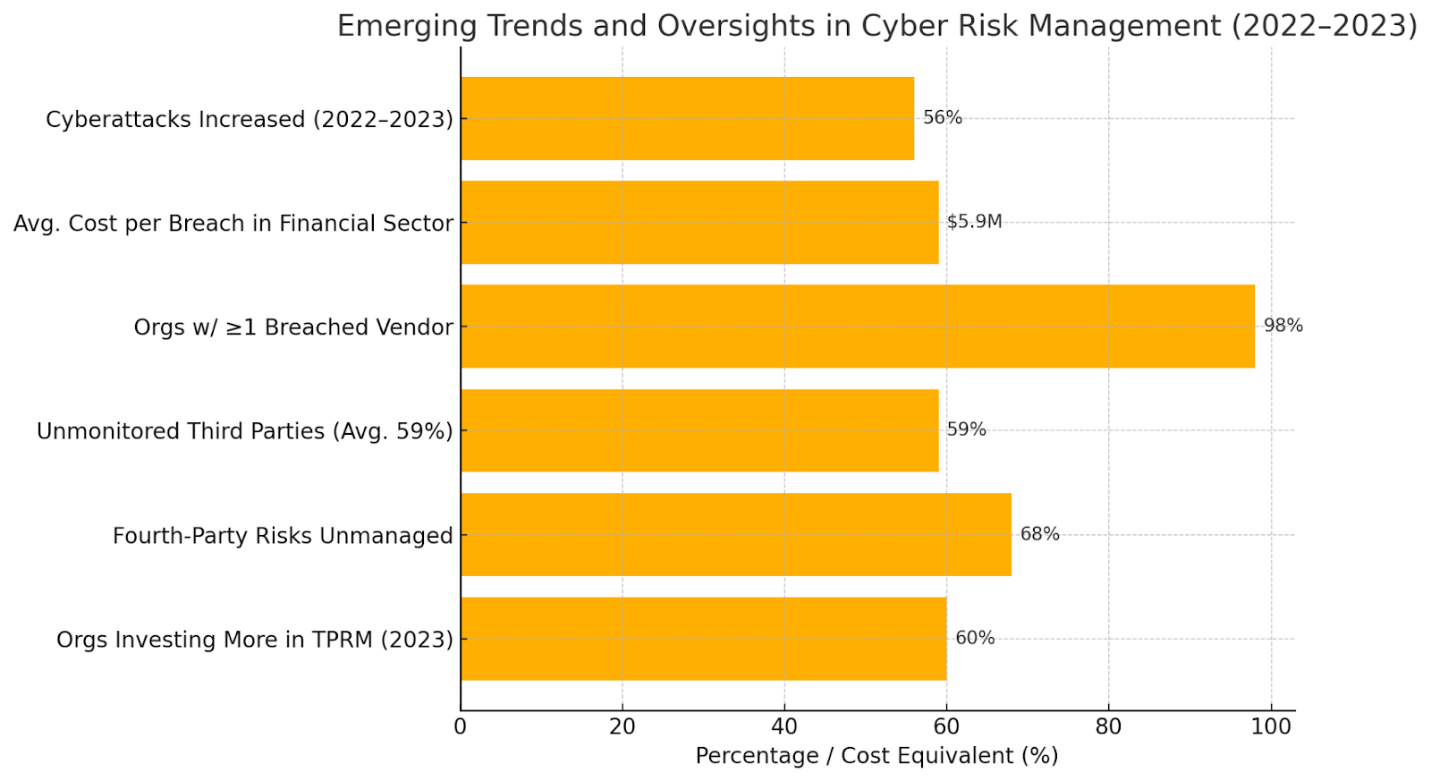 Emerging Trends and Oversights in Cyber Risk Management (2022–2023)
Cyberattacks Increased (2022–2023)
56%
Avg. Cost per Breach in Financial Sector
$5.9M
Orgs w/ ≥1 Breached Vendor
98%
Unmonitored Third Parties (Avg. 59%)
59%
Fourth-Party Risks Unmanaged
68%
Orgs Investing More in TPRM (2023)
60%
0 20 40 60 80 100
Percentage / Cost Equivalent (%)